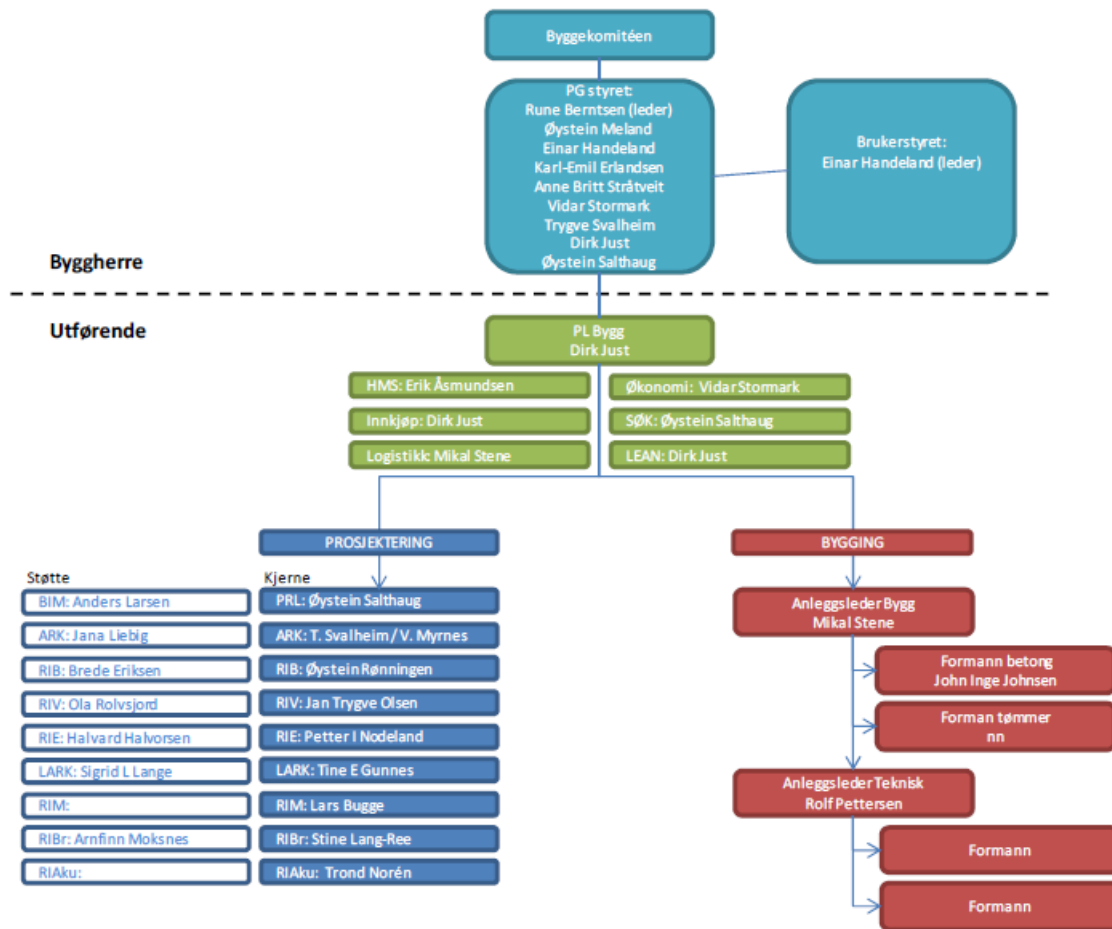 Byggekomitéen
PG styret:
Rune Berntsen (leder)
Øystein Meland
Einar Handeland
Karl-Emil Erlandsen
Anne Britt Stråtveit
Vidar Stormark
Trygve Svalheim
Dirk Just
Øystein Salthaug
Brukerstyret:
Einar Handeland (leder)
Byggherre
Utførende
PL Bygg
Dirk Just
HMS: Erik Åsmundsen
Økonomi: Vidar Stormark
Innkjøp: Dirk Just
SØK: Øystein Salthaug
Logistikk: Mikal Stene
LEAN: Dirk Just
PROSJEKTERING
Støtte
Kjerne
BIM: Anders Larsen
PRL: Øystein Salthaug
ARK: Jana Liebig
ARK: T. Svalheim / V. Myrnes
RIB: Brede Eriksen
RIB: Øystein Rønningen
RIV: Ola Rolvsjord
RIV: Jan Trygve Olsen
RIE: Halvard Halvorsen
RIE: Petter I Nodeland
LARK: Sigrid L Lange
LARK: Tine E Gunnes
RIM:
RIM: Lars Bugge
RIBr: Arnfinn Moksnes
RIBr: Stine Lang-Ree
RIAku:
RIAku: Trond Norén
BYGGING
Anleggsleder Bygg
Mikal Stene
Formann betong
John Inge Johnsen
Forman tømmer
nn
Anleggsleder Teknisk
Rolf Pettersen
Formann
Formann